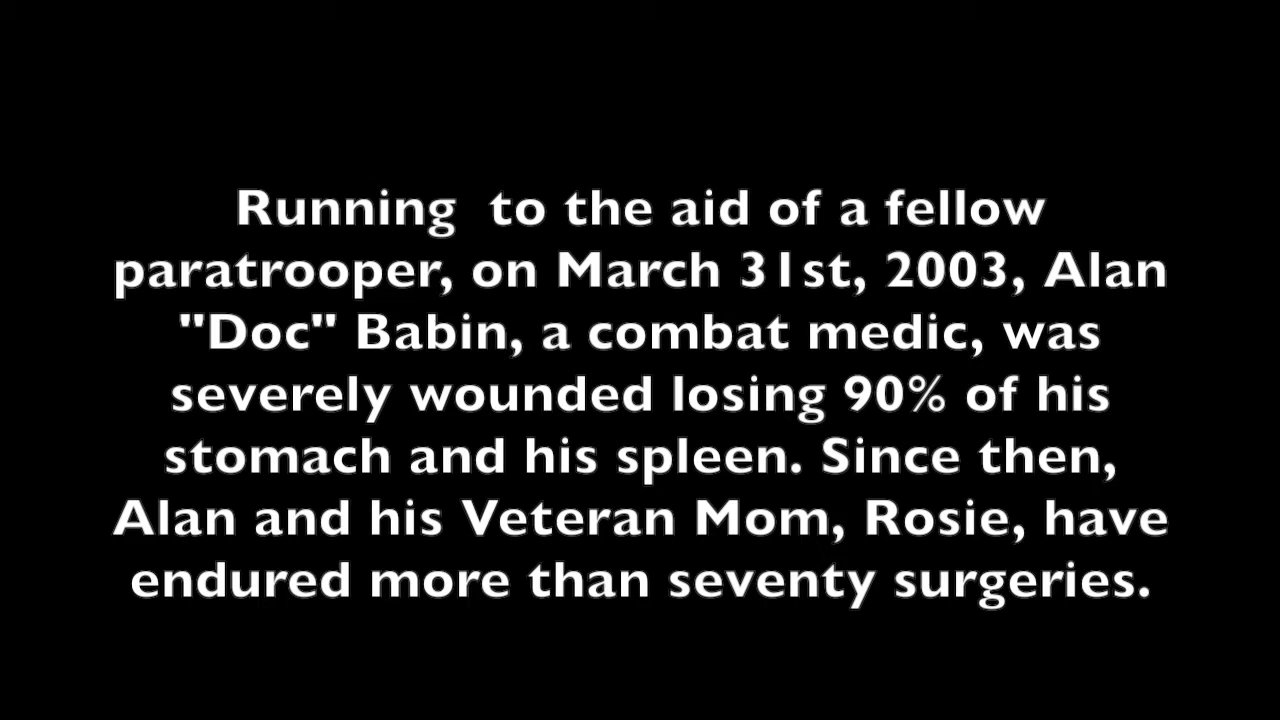 Running  to the aid of a fellow
paratrooper, on March 31st, 2003, Alan
"Doc" Babin, a combat medic, was
severely wounded losing 90% of his
stomach and his spleen. Since then,
Alan and his Veteran Mom, Rosie, have
endured more than seventy surgeries.